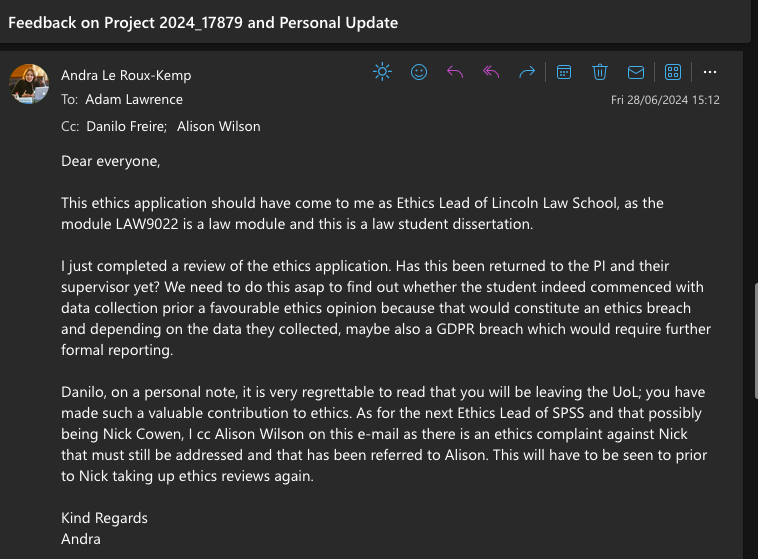 Feedback on Project 2024_17879 and Personal Update
Andra Le Roux-Kemp
To: Adam Lawrence
Fri 28/06/2024 15:12
Cc: Danilo Freire; Alison Wilson
Dear everyone,
This ethics application should have come to me as Ethics Lead of Lincoln Law School, as the
module LAW9022 is a law module and this is a law student dissertation.
I just completed a review of the ethics application. Has this been returned to the PI and their
supervisor yet? We need to do this asap to find out whether the student indeed commenced with
data collection prior a favourable ethics opinion because that would constitute an ethics breach
and depending on the data they collected, maybe also a GDPR breach which would require further
formal reporting.
Danilo, on a personal note, it is very regrettable to read that you will be leaving the UoL; you have
made such a valuable contribution to ethics. As for the next Ethics Lead of SPSS and that possibly
being Nick Cowen, I cc Alison Wilson on this e-mail as there is an ethics complaint against Nick
that must still be addressed and that has been referred to Alison. This will have to be seen to prior
to Nick taking up ethics reviews again.
Kind Regards
Andra